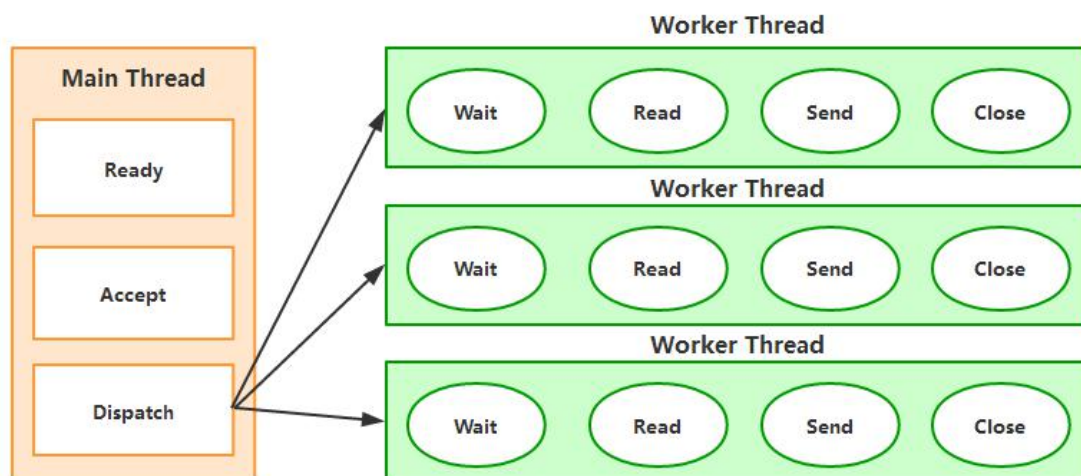 Main Thread
Ready
Accept
Dispatch
Worker Thread
Wait Read Send Close
Worker Thread
Wait Read Send Close
Worker Thread
Wait Read Send Close